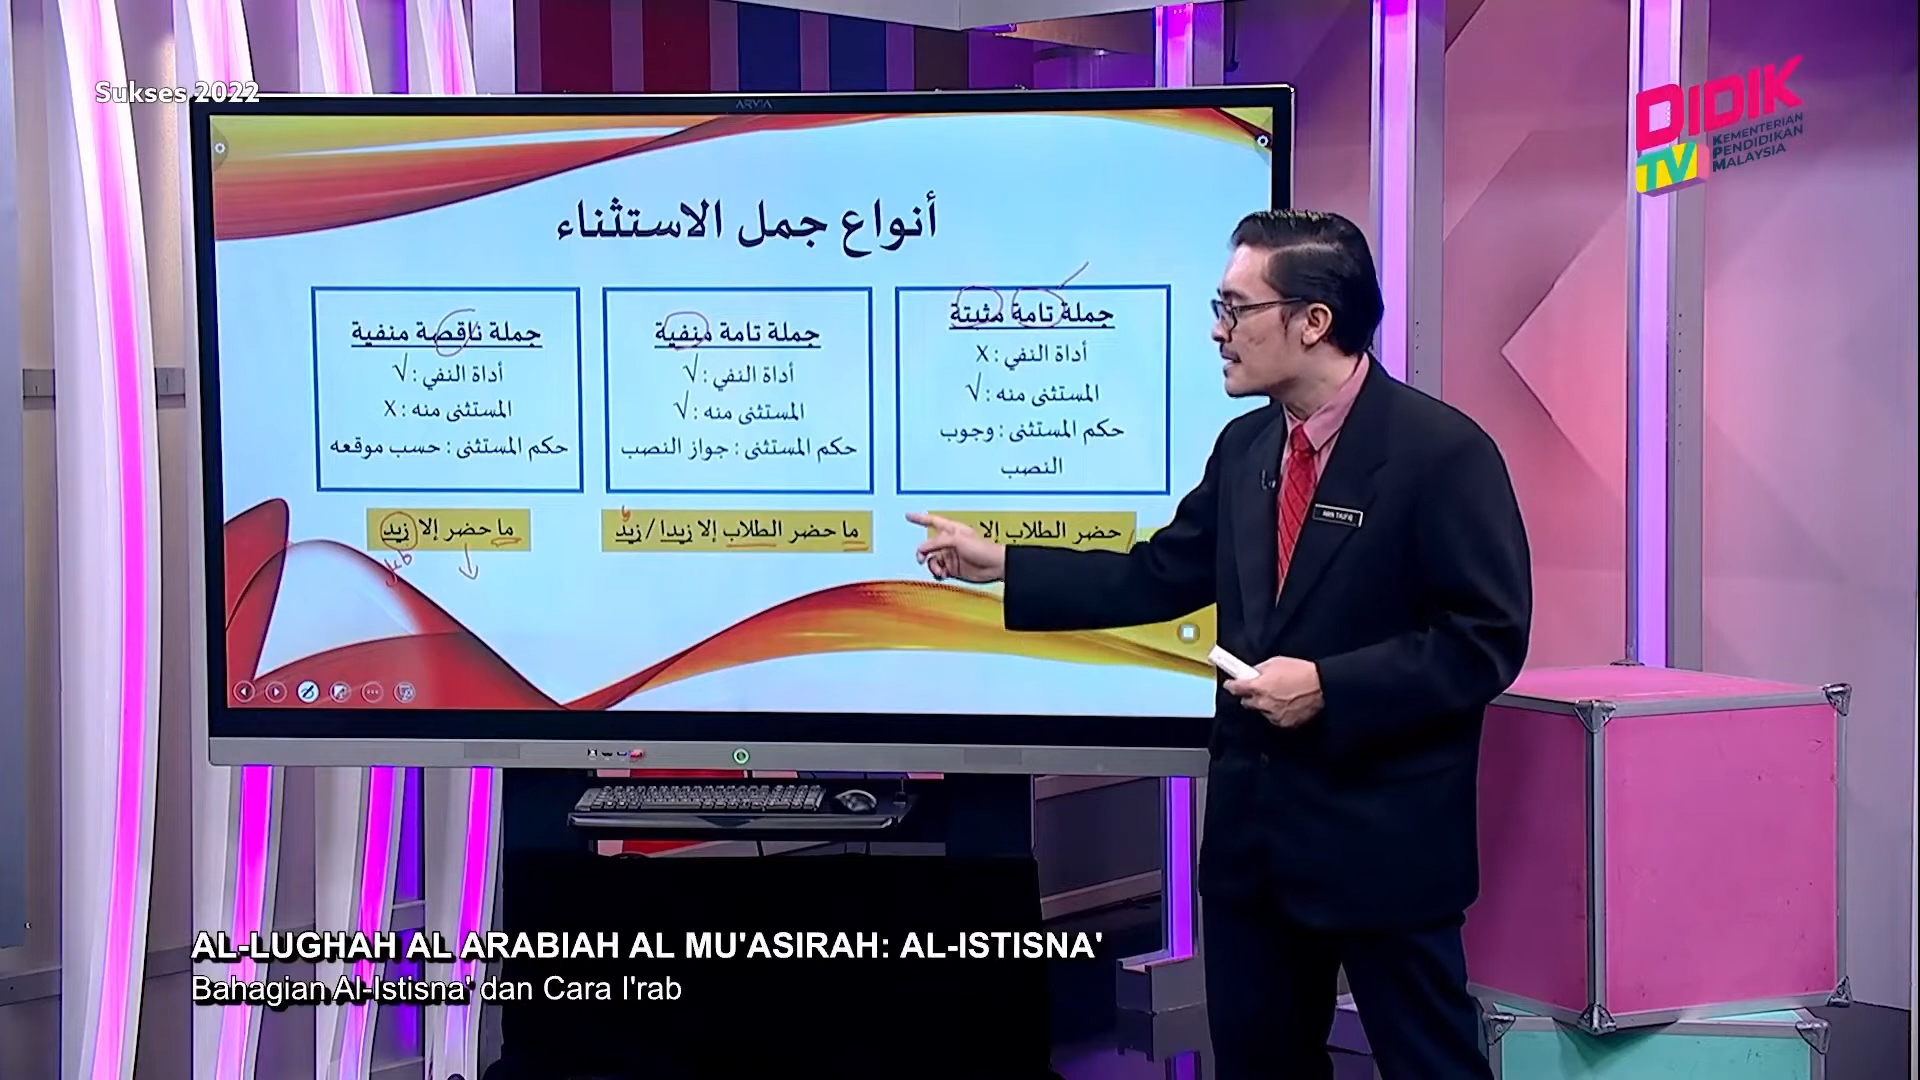 Sukses 2022
DIDIK
TV
KEMENTERIAN
PENDIDIKAN
MALAYSIA
ARVIA
أنواع جمل الاستثناء
جملة تامة مثبتة
أداة النفي : X
المستثنى منه : √
حكم المستثنى : وجوب
النصب
حضر الطلاب إلا
جملة تامة منفية
أداة النفي : √
المستثنى منه : √
حكم المستثنى : جواز النصب
ما حضر الطلاب إلا زيدا / زيد
جملة ناقصة منفية
أداة النفي : √
المستثنى منه : X
حكم المستثنى : حسب موقعه
ما حضر إلا زيد
فاعل
AL-LUGHAH AL ARABIAH AL MU'ASIRAH: AL-ISTISNA'
Bahagian Al-Istisna' dan Cara I'rab